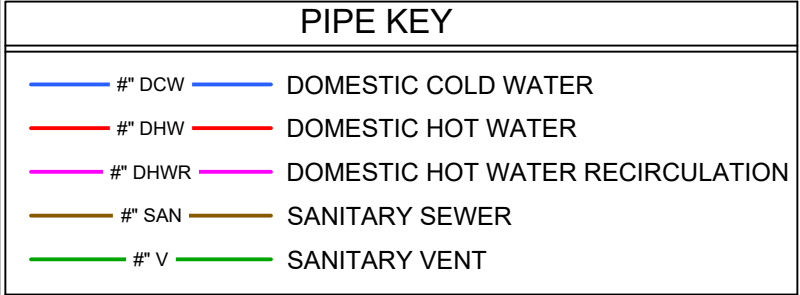 PIPE KEY
#" DCW DOMESTIC COLD WATER
#" DHW DOMESTIC HOT WATER
#" DHWR DOMESTIC HOT WATER RECIRCULATION
#" SAN SANITARY SEWER
#" V SANITARY VENT